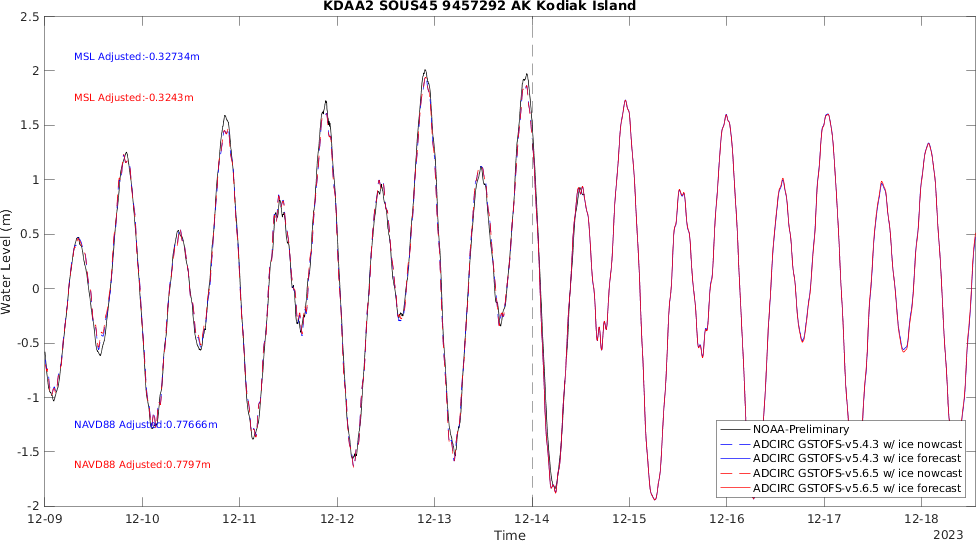 KDAA2 SOUS45 9457292 AK Kodiak Island
2.5
2
1.5
1
0.5
0
-0.5
-1
-1.5
-2
Water Level (m)
MSL Adjusted:-0.32734m
MSL Adjusted:-0.3243m
NAVD88 Adjusted:0.77666m
NAVD88 Adjusted:0.7797m
NOAA-Preliminary
ADCIRC GSTOFS-v5.4.3 w/ ice nowcast
ADCIRC GSTOFS-v5.4.3 w/ ice forecast
ADCIRC GSTOFS-v5.6.5 w/ ice nowcast
ADCIRC GSTOFS-v5.6.5 w/ ice forecast
12-09 12-10 12-11 12-12 12-13 12-14 12-15 12-16 12-17 12-18
Time
2023